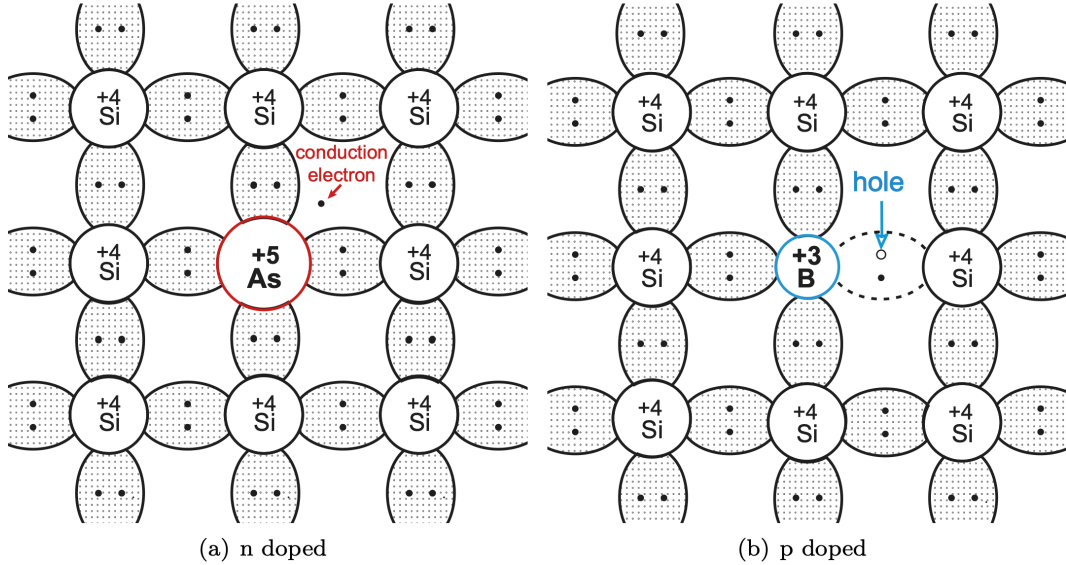 +4
Si
+4
Si
+4
Si
conduction
electron
+4
Si
+5
As
+4
Si
+4
Si
+4
Si
+4
Si
(a) n doped
+4
Si
+4
Si
+4
Si
hole
+4
Si
+3
B
+4
Si
+4
Si
+4
Si
+4
Si
(b) p doped